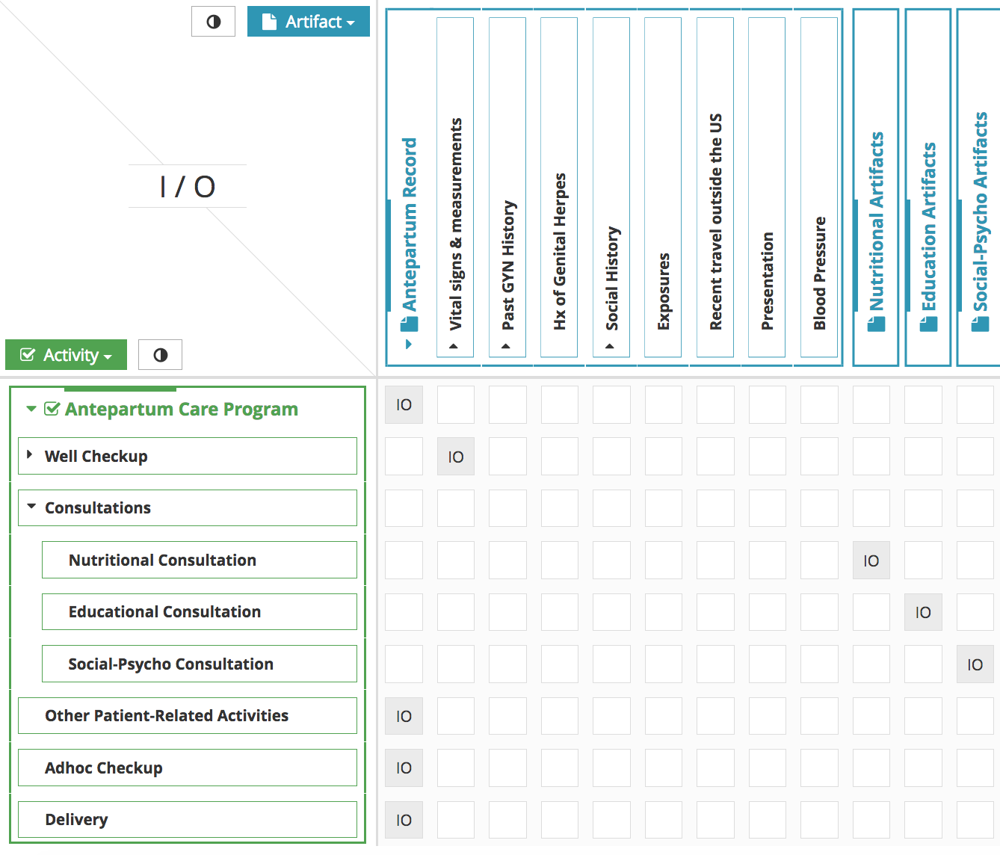 Artifact
I / O
Activity
Antepartum Record
Vital signs & measurements
Past GYN History
Hx of Genital Herpes
Social History
Exposures
Recent travel outside the US
Presentation
Blood Pressure
Nutritional Artifacts
Education Artifacts
Social-Psycho Artifacts
Antepartum Care Program
IO
Well Checkup
IO
Consultations
Nutritional Consultation
IO
Educational Consultation
IO
Social-Psycho Consultation
IO
Other Patient-Related Activities
IO
Adhoc Checkup
IO
Delivery
IO